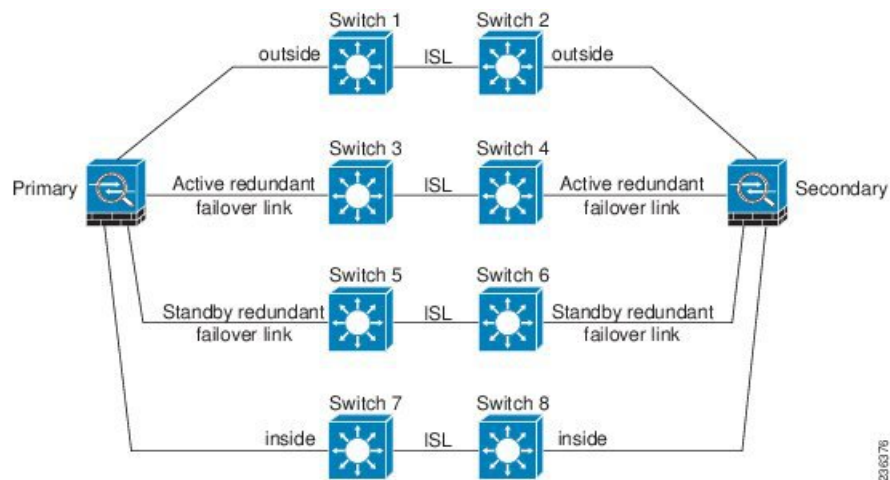 Switch 1
Switch 2
outside
ISL
outside
Switch 3
Switch 4
Primary
Active redundant
failover link
ISL
Active redundant
failover link
Secondary
Switch 5
Switch 6
Standby redundant
failover link
ISL
Standby redundant
failover link
Switch 7
Switch 8
inside
ISL
inside
236376